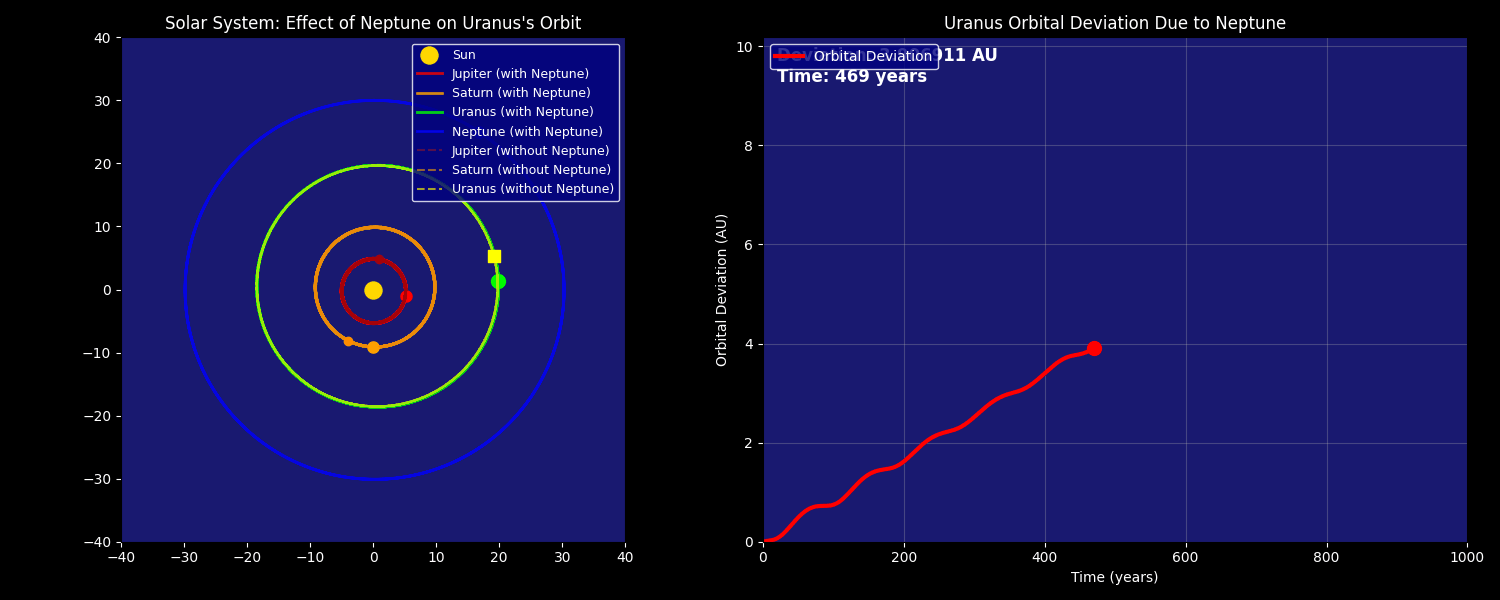 Solar System: Effect of Neptune on Uranus's Orbit
40
30
20
10
0
−10
−20
−30
−40
−40
−30
−20
−10
0
10
20
30
40
Sun
Jupiter (with Neptune)
Saturn (with Neptune)
Uranus (with Neptune)
Neptune (with Neptune)
Jupiter (without Neptune)
Saturn (without Neptune)
Uranus (without Neptune)
Uranus Orbital Deviation Due to Neptune
Orbital Deviation (AU)
10
8
6
4
2
0
0
200
400
600
800
1000
Time (years)
Orbital Deviation
AU
Time: 469 years